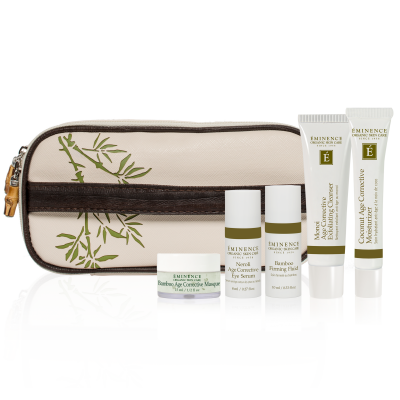 EMINENCE
ORGANIC SKIN CARE
Bamboo Age Corrective Masque
EMINENCE
ORGANIC SKIN CARE
Neroli
Age Corrective
Eye Serum
EMINENCE
ORGANIC SKIN CARE
Bamboo
Firming Fluid
EMINENCE
ORGANIC SKIN CARE
É
Monoi
Age Corrective
Exfoliating Cleanser
EMINENCE
ORGANIC SKIN CARE
É
Coconut Age Corrective
Moisturizer